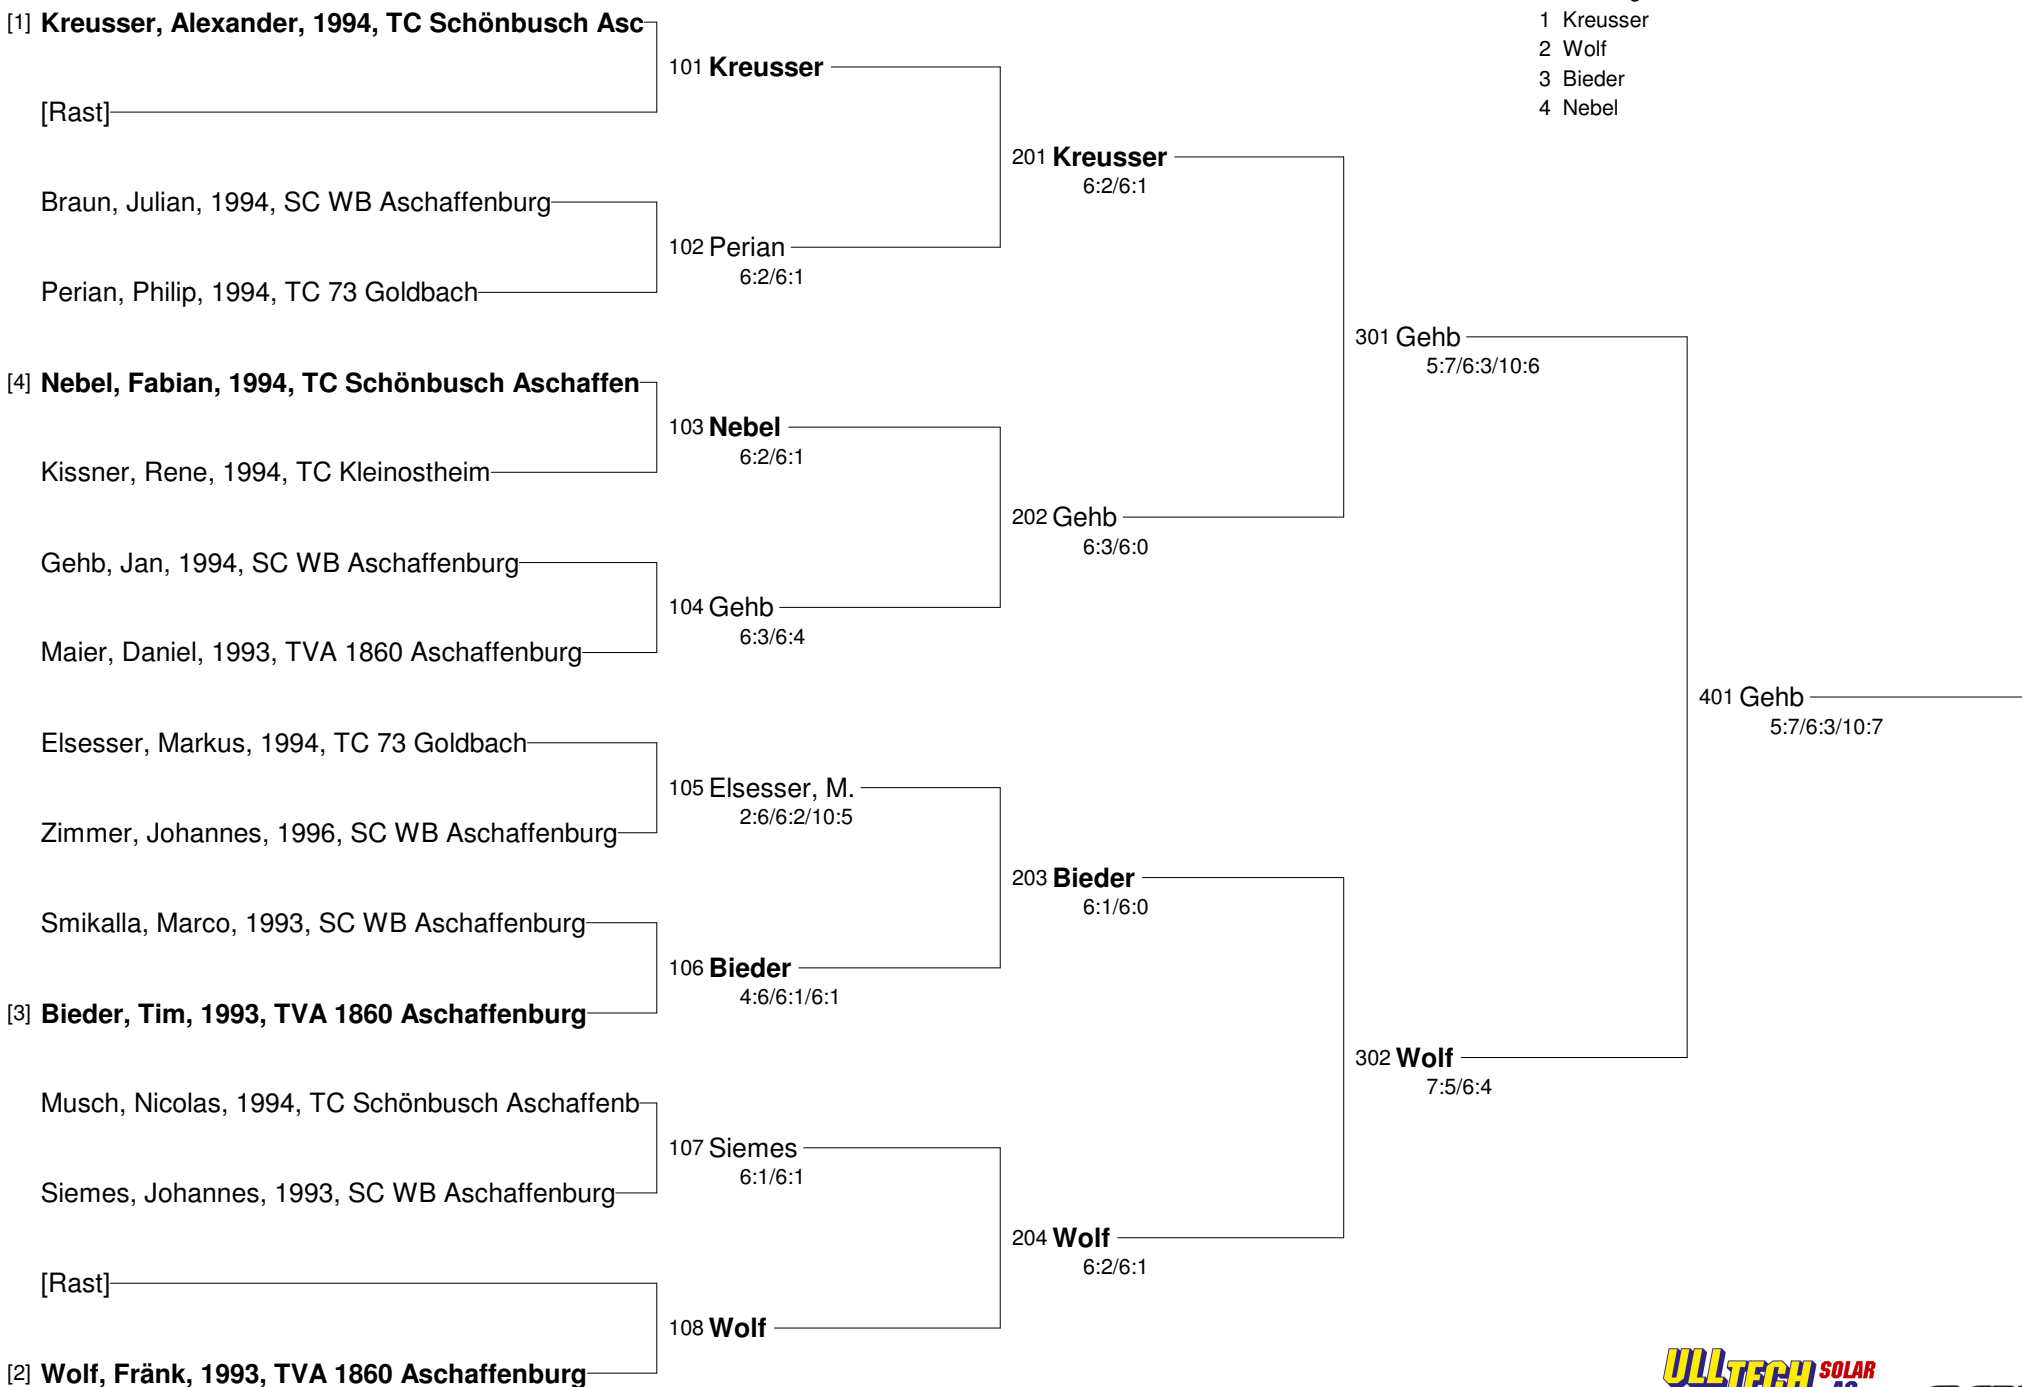 [1] Kreusser, Alexander, 1994, TC Schönbusch Asc
[Rast]
Braun, Julian, 1994, SC WB Aschaffenburg
Perian, Philip, 1994, TC 73 Goldbach
[4] Nebel, Fabian, 1994, TC Schönbusch Aschaffen
Kissner, Rene, 1994, TC Kleinostheim
Gehb, Jan, 1994, SC WB Aschaffenburg
Maier, Daniel, 1993, TVA 1860 Aschaffenburg
Elsesser, Markus, 1994, TC 73 Goldbach
Zimmer, Johannes, 1996, SC WB Aschaffenburg
Smikalla, Marco, 1993, SC WB Aschaffenburg
[3] Bieder, Tim, 1993, TVA 1860 Aschaffenburg
Musch, Nicolas, 1994, TC Schönbusch Aschaffenb
Siemes, Johannes, 1993, SC WB Aschaffenburg
[Rast]
[2] Wolf, Fränk, 1993, TVA 1860 Aschaffenburg
101 Kreusser
102 Perian
6:2/6:1
103 Nebel
6:2/6:1
104 Gehb
6:3/6:4
105 Elsesser, M.
2:6/6:2/10:5
106 Bieder
4:6/6:1/6:1
107 Siemes
6:1/6:1
108 Wolf
201 Kreusser
6:2/6:1
202 Gehb
6:3/6:0
203 Bieder
6:1/6:0
204 Wolf
6:2/6:1
301 Gehb
5:7/6:3/10:6
302 Wolf
7:5/6:4
401 Gehb
5:7/6:3/10:7
1 Kreusser
2 Wolf
3 Bieder
4 Nebel
ULLTECH SOLAR
AG